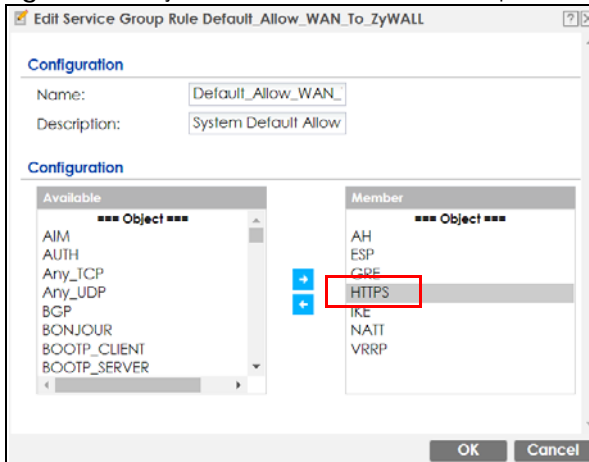 Edit Service Group Rule Default_Allow_WAN_To_ZyWALL
Configuration
Name: Default_Allow_WAN_
Description: System Default Allow
Configuration
Available Member
=== Object === === Object ===
AIM AH
AUTH ESP
Any_TCP GRE
Any_UDP HTTPS
BGP IKE
BONJOUR NATT
BOOTP_CLIENT VRRP
BOOTP_SERVER
OK Cancel